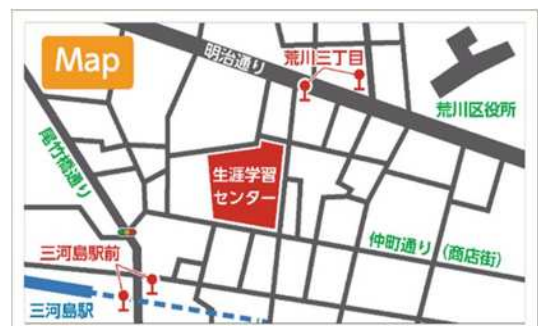 Map
明治通り
荒川三丁目
荒川区役所
尾竹橋通り
生涯学習
センター
仲町通り（商店街）
三河島駅前
三河島駅